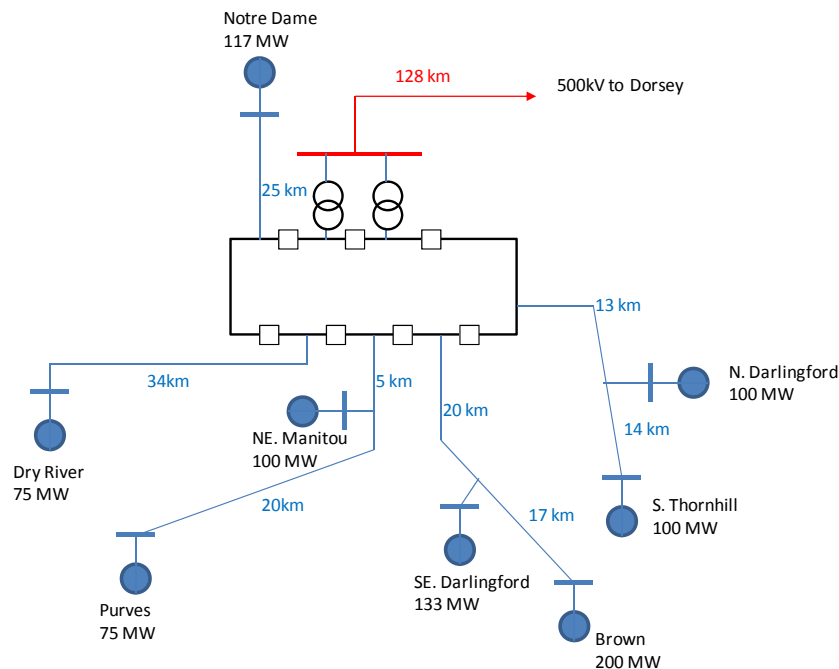 Notre Dame
117 MW
128 km
500kV to Dorsey
25 km
13 km
34km
5 km
20 km
N. Darlingford
100 MW
NE. Manitou
100 MW
14 km
Dry River
75 MW
20km
17 km
S. Thornhill
100 MW
SE. Darlingford
133 MW
Purves
75 MW
Brown
200 MW